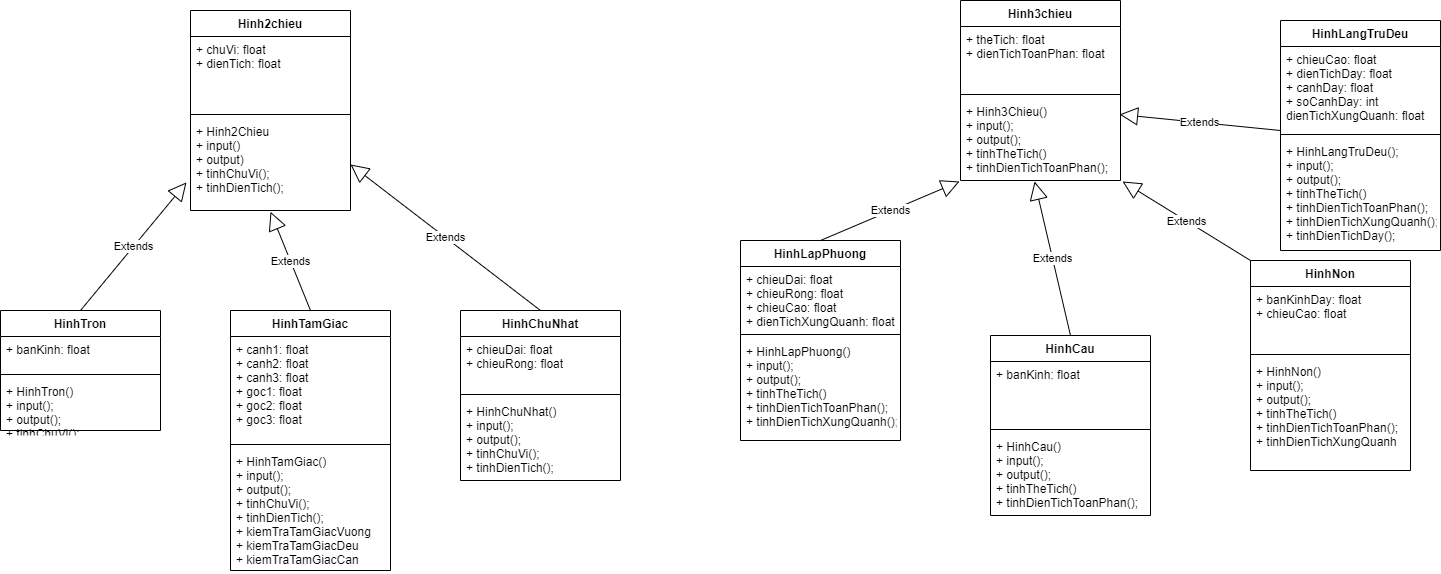 Hinh2chieu
+ chuVi: float
+ dienTich: float
+ Hinh2Chieu
+ input()
+ output)
+ tinhChuVi();
+ tinhDienTich();
Extends
Extends
Extends
HinhTron
+ banKinh: float
+ HinhTron()
+ input();
+ output();
+ tinhChuVi();
HinhTamGiac
+ canh1: float
+ canh2: float
+ canh3: float
+ goc1: float
+ goc2: float
+ goc3: float
+ HinhTamGiac()
+ input();
+ output();
+ tinhChuVi();
+ tinhDienTich();
+ kiemTraTamGiacVuong
+ kiemTraTamGiacDeu
+ kiemTraTamGiacCan
HinhChuNhat
+ chieuDai: float
+ chieuRong: float
+ HinhChuNhat()
+ input();
+ output();
+ tinhChuVi();
+ tinhDienTich();
Hinh3chieu
+ theTich: float
+ dienTichToanPhan: float
+ Hinh3Chieu()
+ input();
+ output();
+ tinhTheTich()
+ tinhDienTichToanPhan();
Extends
Extends
Extends
Extends
HinhLapPhuong
+ chieuDai: float
+ chieuRong: float
+ chieuCao: float
+ dienTichXungQuanh: float
+ HinhLapPhuong()
+ input();
+ output();
+ tinhTheTich()
+ tinhDienTichToanPhan();
+ tinhDienTichXungQuanh();
HinhCau
+ banKinh: float
+ HinhCau()
+ input();
+ output();
+ tinhTheTich()
+ tinhDienTichToanPhan();
HinhLangTruDeu
+ chieuCao: float
+ dienTichDay: float
+ canhDay: float
+ soCanhDay: int
dienTichXungQuanh: float
+ HinhLangTruDeu();
+ input();
+ output();
+ tinhTheTich()
+ tinhDienTichToanPhan();
+ tinhDienTichXungQuanh();
+ tinhDienTichDay();
HinhNon
+ banKinhDay: float
+ chieuCao: float
+ HinhNon()
+ input();
+ output();
+ tinhTheTich()
+ tinhDienTichToanPhan();
+ tinhDienTichXungQuanh